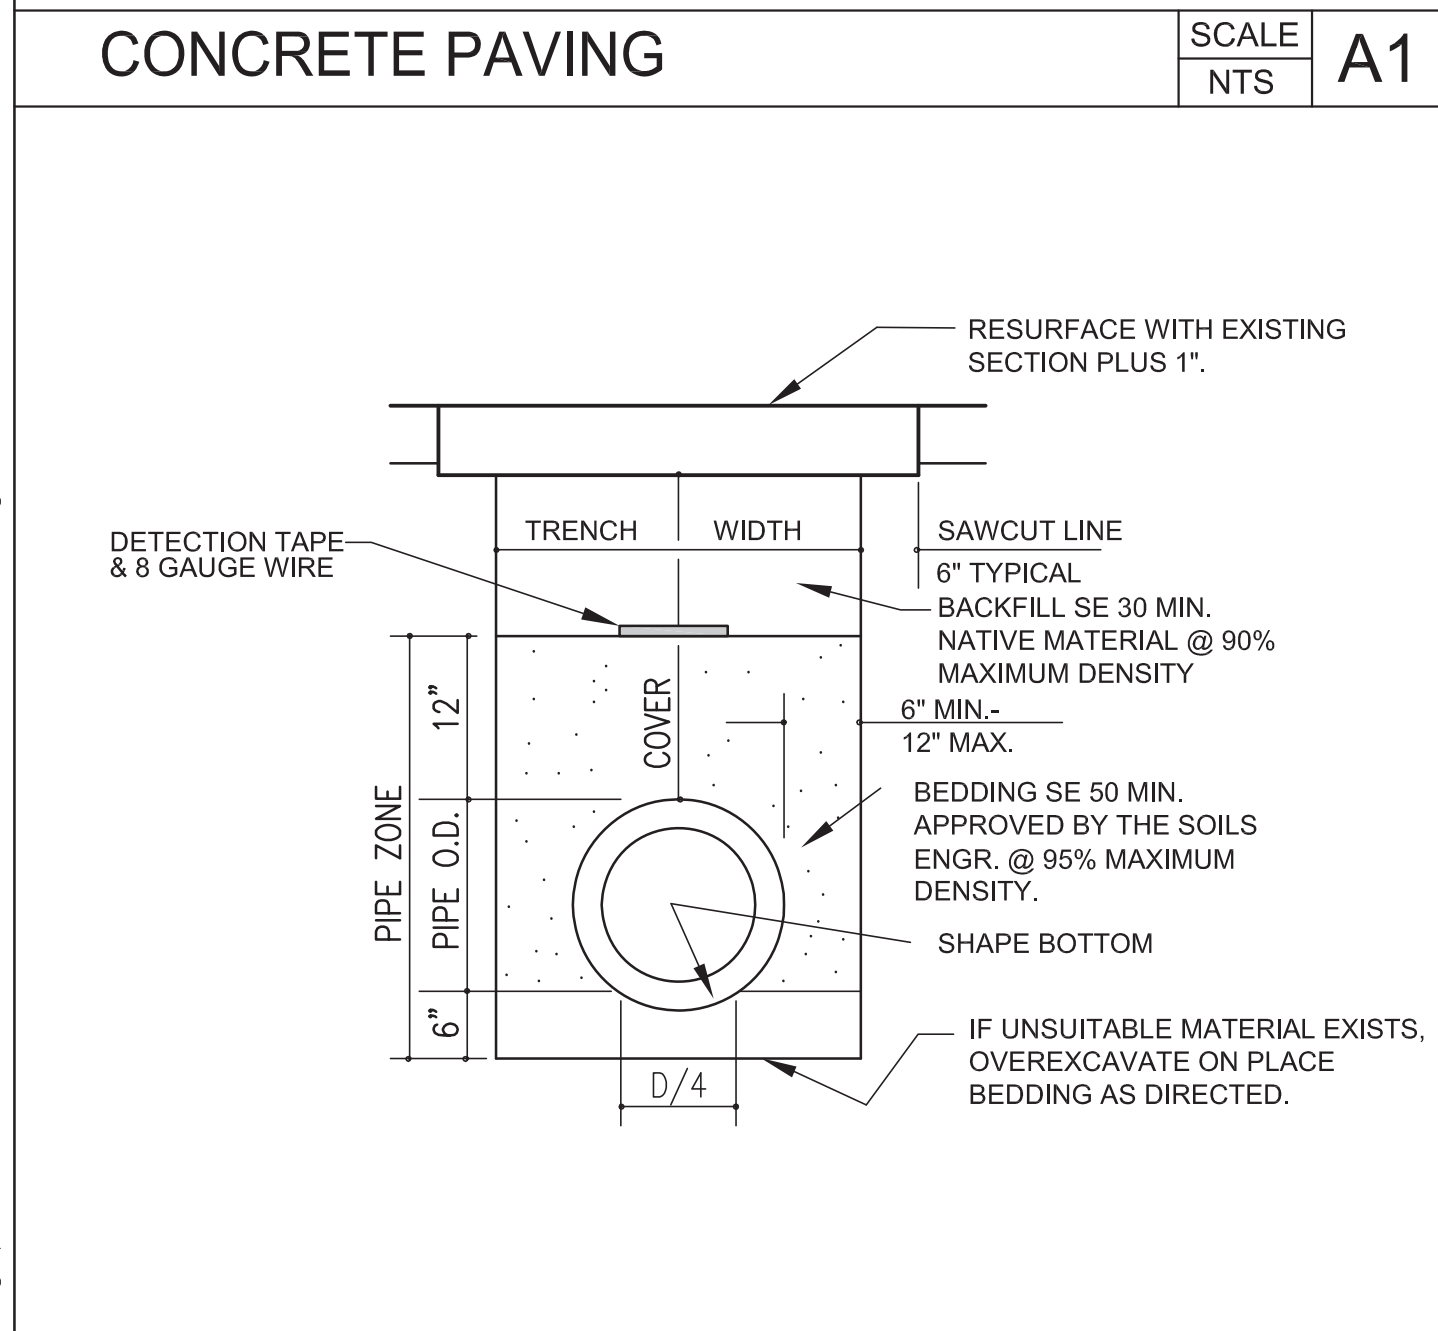 CONCRETE PAVING
SCALE
NTS
A1
RESURFACE WITH EXISTING
SECTION PLUS 1".
DETECTION TAPE
& 8 GAUGE WIRE
TRENCH WIDTH
SAWCUT LINE
6" TYPICAL
BACKFILL SE 30 MIN.
NATIVE MATERIAL @ 90%
MAXIMUM DENSITY
6" MIN.-
12" MAX.
12"
COVER
PIPE ZONE
PIPE O.D.
BEDDING SE 50 MIN.
APPROVED BY THE SOILS
ENGR. @ 95% MAXIMUM
DENSITY.
SHAPE BOTTOM
6"
D/4
IF UNSUITABLE MATERIAL EXISTS,
OVEREXCAVATE ON PLACE
BEDDING AS DIRECTED.